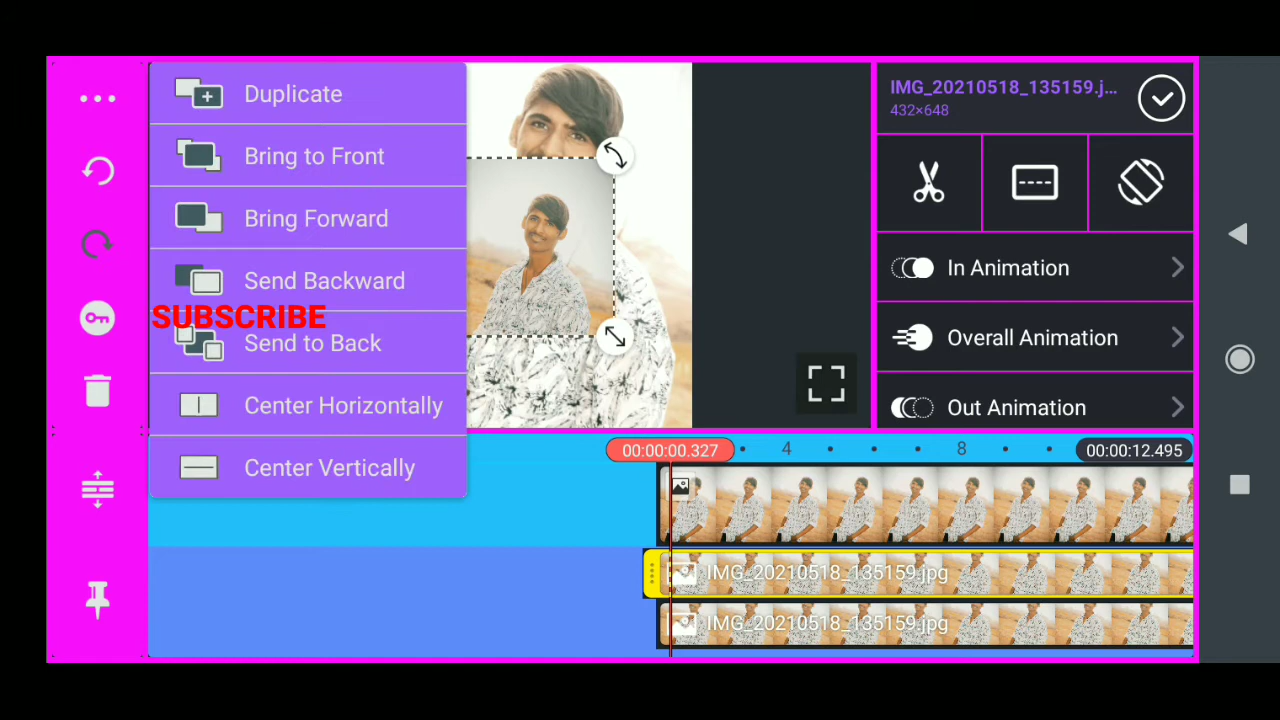 Duplicate
Bring to Front
Bring Forward
Send Backward
SUBSCRIBE
Send to Back
Center Horizontally
Center Vertically
IMG_20210518_135159.j...
432×648
In Animation
Overall Animation
Out Animation
00:00:00.327
4
8
00:00:12.495
IMG_20210518_135159.jpg
IMG_20210518_135159.jpg